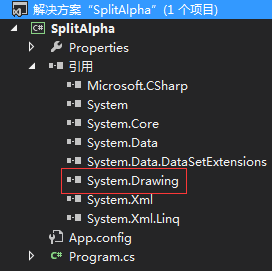 解决方案“SplitAlpha”(1 个项目)
SplitAlpha
Properties
引用
Microsoft.CSharp
System
System.Core
System.Data
System.Data.DataSetExtensions
System.Drawing
System.Xml
System.Xml.Linq
App.config
Program.cs